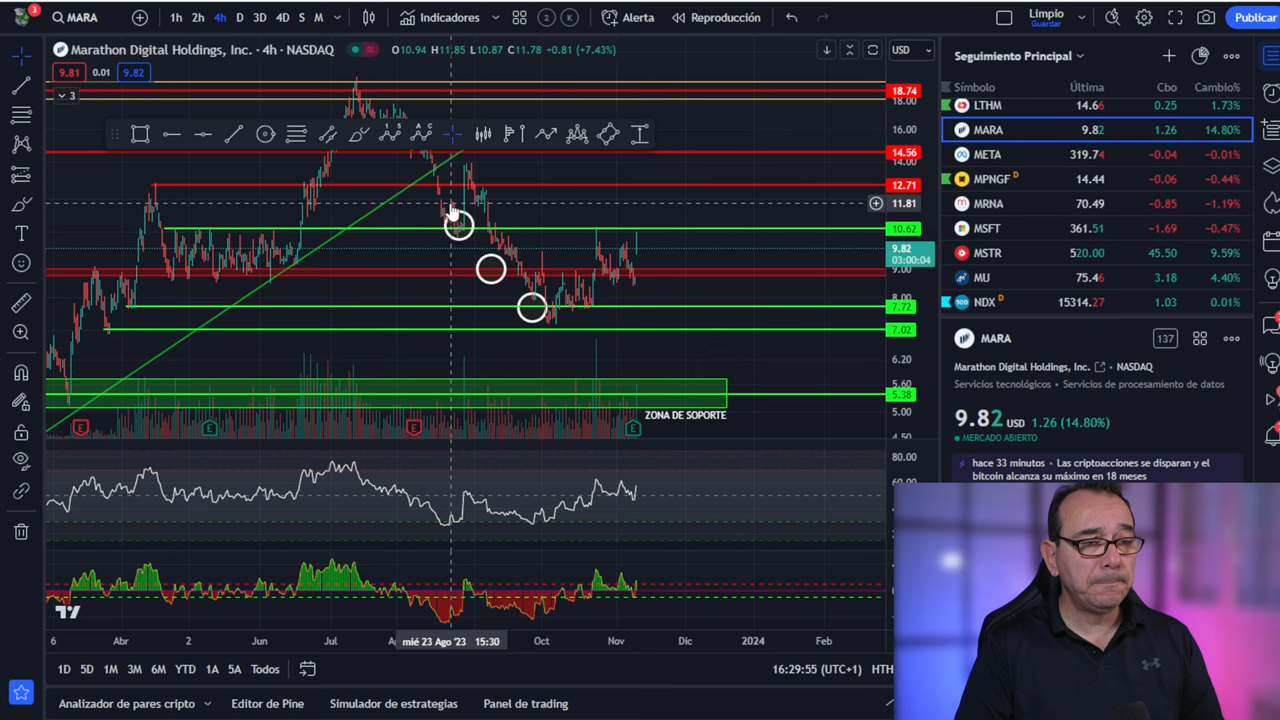 3
MARA
1h 2h 4h D 3D 4D S M
Indicadores
2 K
Alerta
Reproducción
Limpio
Guardar
Publicar
Marathon Digital Holdings, Inc. · 4h · NASDAQ
O10.94 H11.85 L10.87 C11.78 +0.81 (+7.43%)
USD
9.81 0.01 9.82
3
18.74
18.00
16.00
14.56
14.00
12.71
11.81
10.62
9.82
03:00:04
9.00
8.00
7.72
7.02
6.20
5.60
5.38
5.00
4.50
ZONA DE SOPORTE
E E E E
80.00
60.00
6 Abr 2 Jun Jul mié 23 Ago '23 15:30 Oct Nov Dic 2024 Feb
1D 5D 1M 3M 6M YTD 1A 5A Todos
16:29:55 (UTC+1) HTH
Analizador de pares cripto
Editor de Pine
Simulador de estrategias
Panel de trading
Seguimiento Principal
Símbolo Última Cbo Cambio%
LTHM 14.66 0.25 1.73%
MARA 9.82 1.26 14.80%
META 319.74 −0.04 −0.01%
MPNGF D 14.44 −0.06 −0.44%
MRNA 70.49 −0.85 −1.19%
MSFT 361.51 −1.69 −0.47%
MSTR 520.00 45.50 9.59%
MU 75.46 3.18 4.40%
NDX D 15314.27 1.03 0.01%
MARA
137
Marathon Digital Holdings, Inc. · NASDAQ
Servicios tecnológicos · Servicios de procesamiento de datos
9.82 USD 1.26 (14.80%)
MERCADO ABIERTO
hace 33 minutos · Las criptoacciones se disparan y el
bitcoin alcanza su máximo en 18 meses